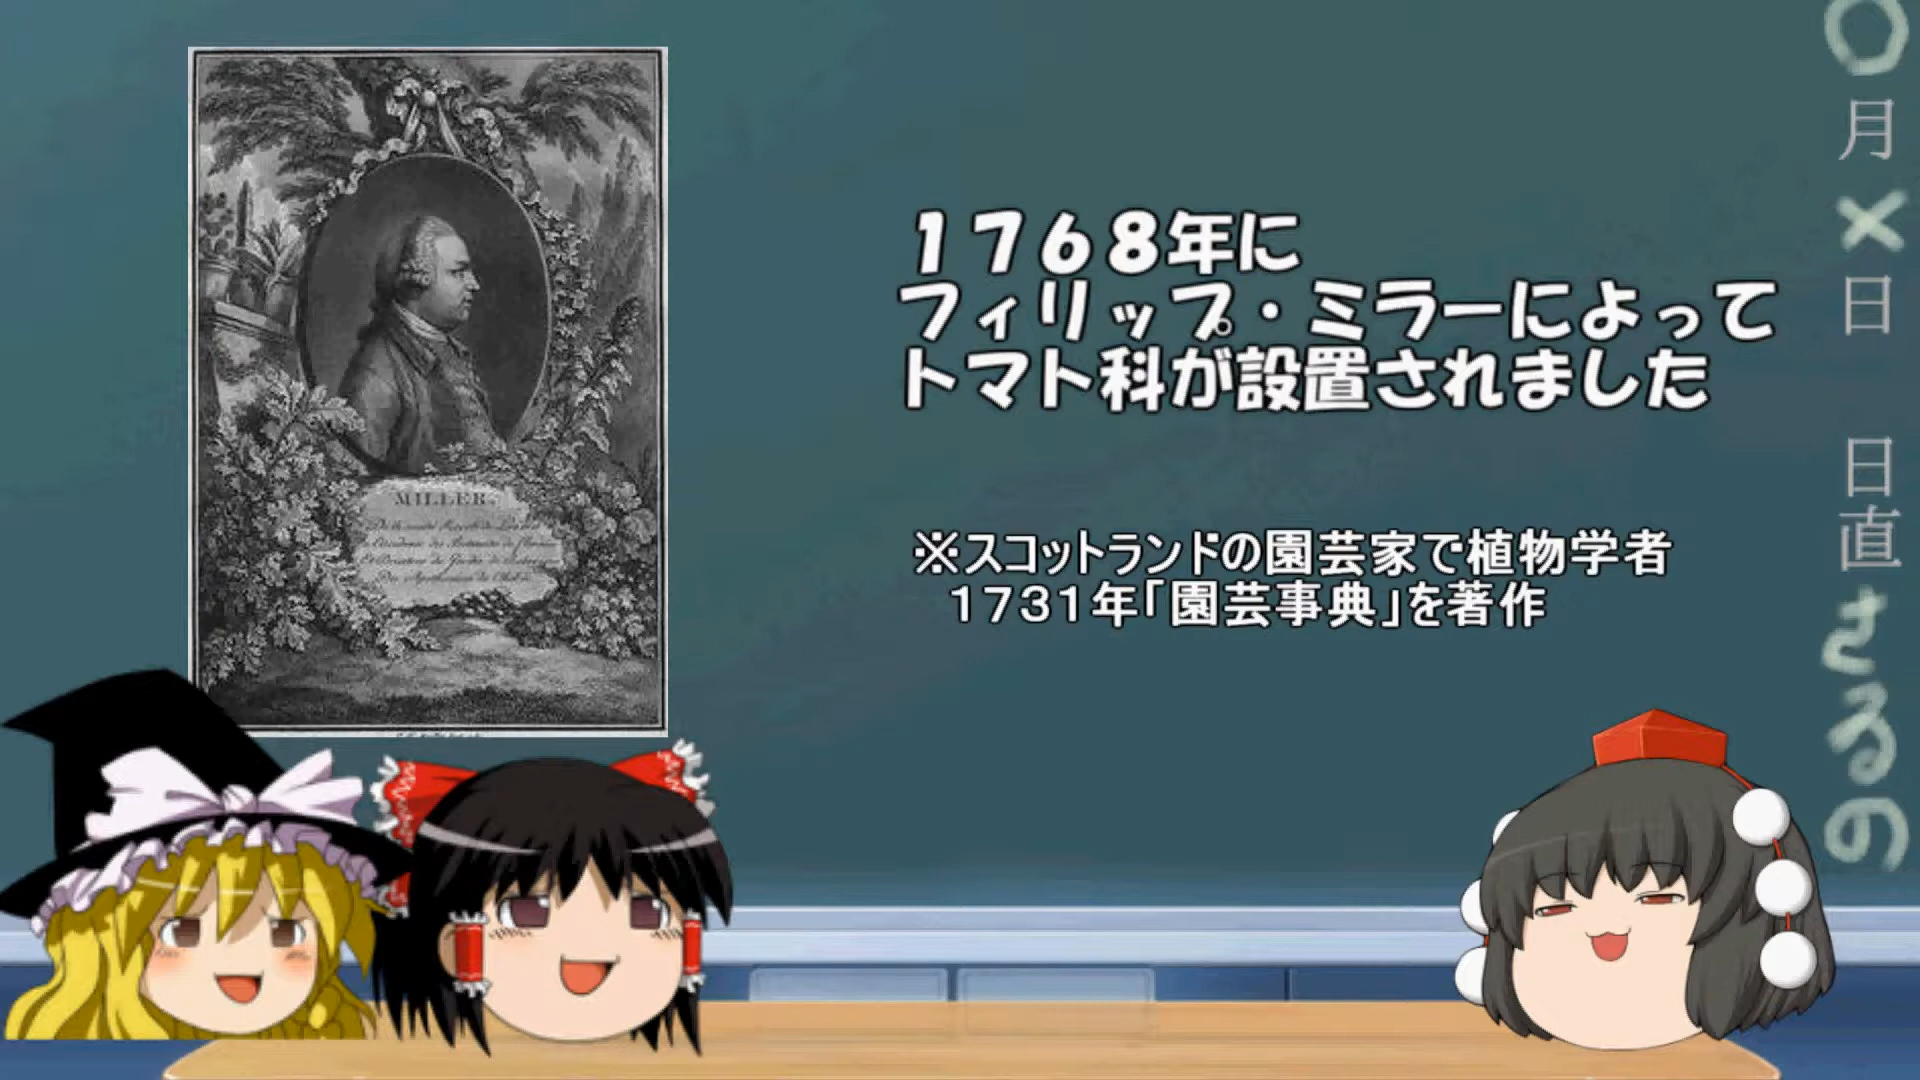 １７６８年に
フィリップ・ミラーによって
トマト科が設置されました
※スコットランドの園芸家で植物学者
１７３１年「園芸事典」を著作
MILLER.
〇月×日 日直 さるの